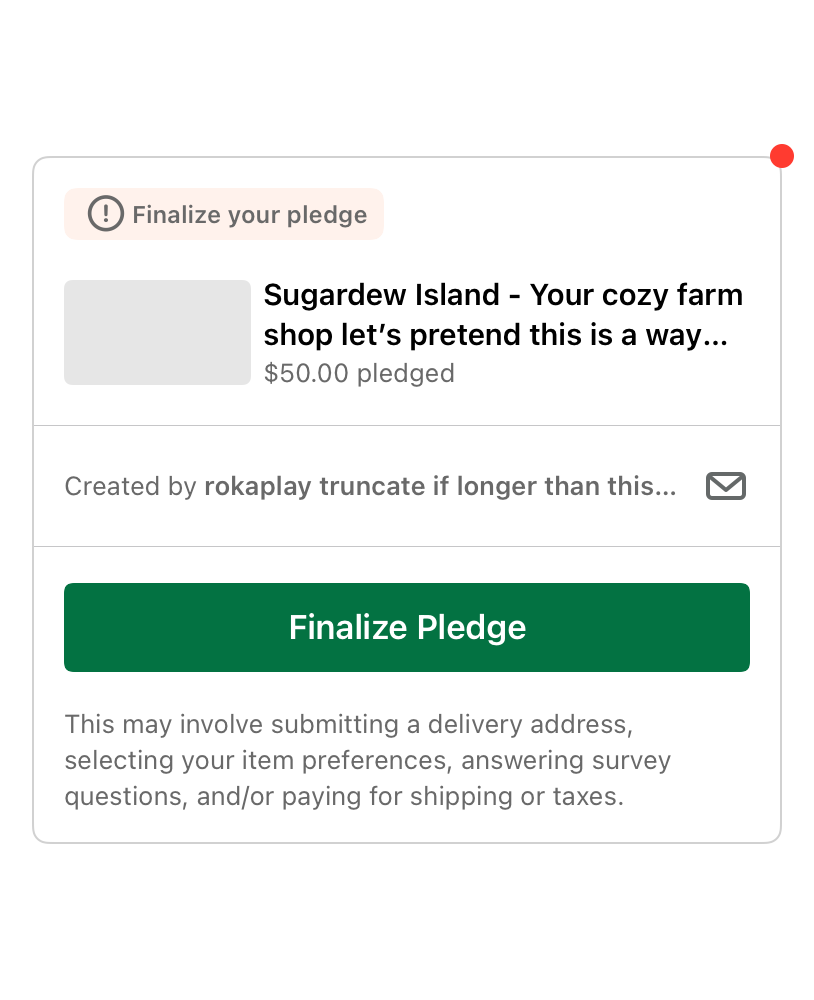 Finalize your pledge
Sugardew Island - Your cozy farm
shop let’s pretend this is a way...
$50.00 pledged
Created by rokaplay truncate if longer than this...
Finalize Pledge
This may involve submitting a delivery address,
selecting your item preferences, answering survey
questions, and/or paying for shipping or taxes.